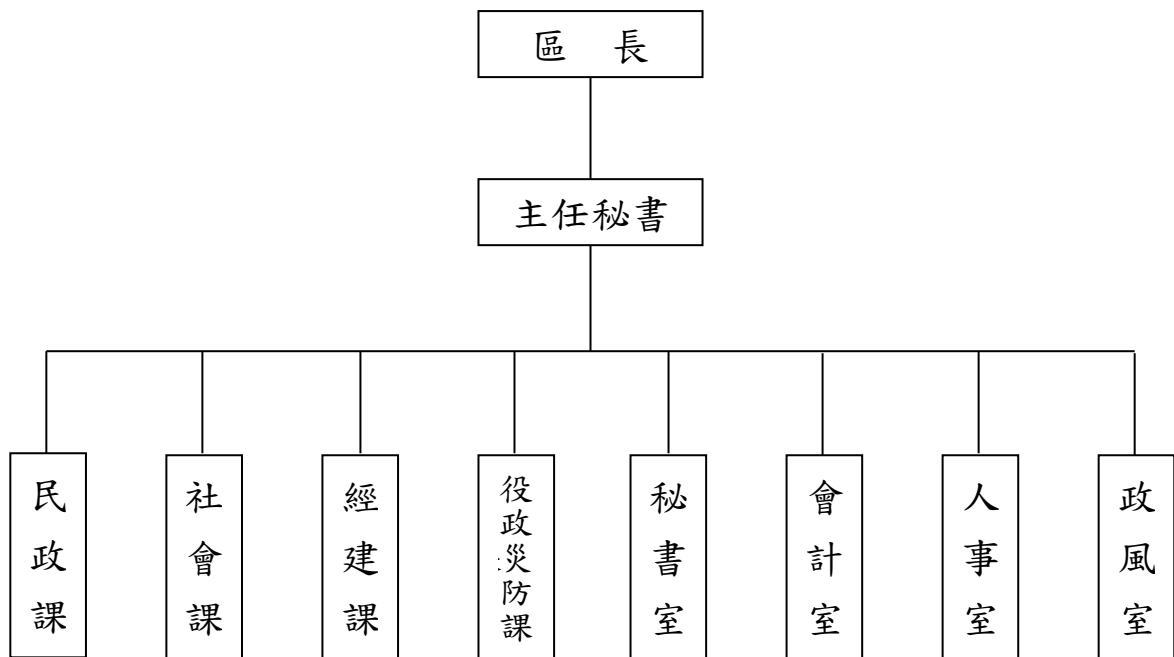 區 長
主任秘書
民政課
社會課
經建課
役政災防課
秘書室
會計室
人事室
政風室